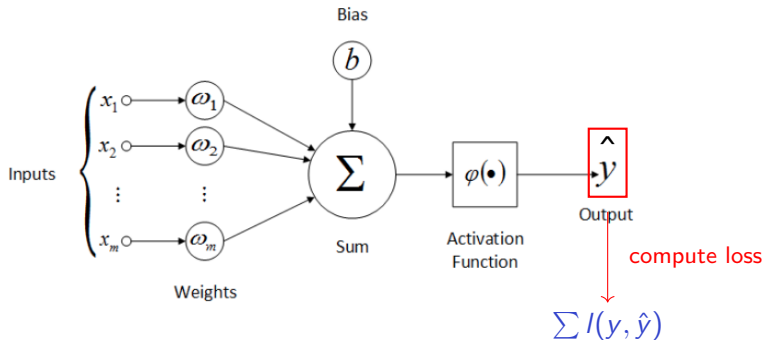 Bias
b
x₁ ω₁
x₂ ω₂
Inputs
⋮ ⋮
xₘ ωₘ
Weights
Σ
Sum
φ(•)
Activation
Function
ŷ
Output
compute loss
∑ l(y, ŷ)